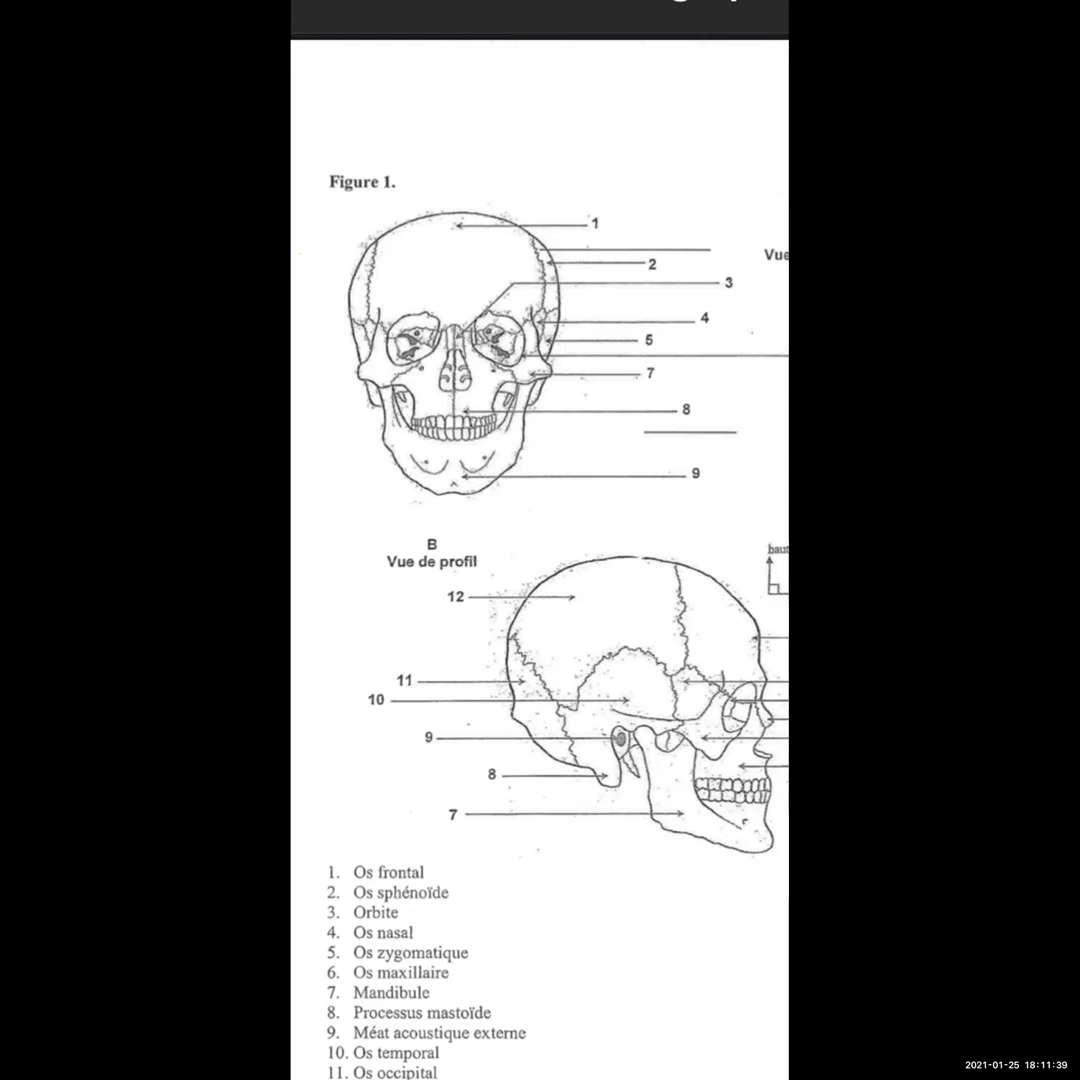 Figure 1.
1
2
Vue
3
4
5
7
8
9
B
Vue de profil
haut
12
11
10
9
8
7
1. Os frontal
2. Os sphénoïde
3. Orbite
4. Os nasal
5. Os zygomatique
6. Os maxillaire
7. Mandibule
8. Processus mastoïde
9. Méat acoustique externe
10. Os temporal
11. Os occipital
2021-01-25 18:11:39